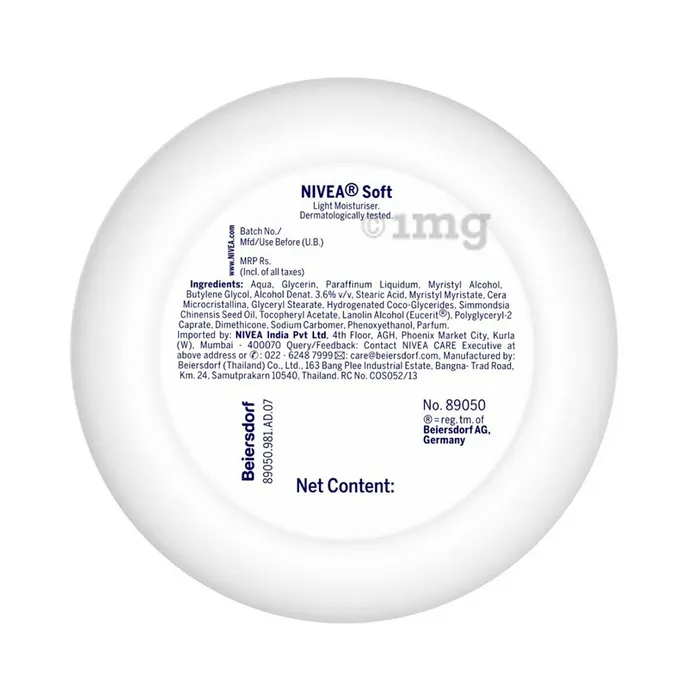 NIVEA® Soft
Light Moisturiser.
Dermatologically tested.
© 1mg
www.NIVEA.com
Batch No./
Mfd/Use Before (U.B.)
MRP Rs.
(Incl. of all taxes)
Ingredients: Aqua, Glycerin, Paraffinum Liquidum, Myristyl Alcohol,
Butylene Glycol, Alcohol Denat. 3.6% v/v, Stearic Acid, Myristyl Myristate, Cera
Microcristallina, Glyceryl Stearate, Hydrogenated Coco-Glycerides, Simmondsia
Chinensis Seed Oil, Tocopheryl Acetate, Lanolin Alcohol (Eucerit®), Polyglyceryl-2
Caprate, Dimethicone, Sodium Carbomer, Phenoxyethanol, Parfum.
Imported by: NIVEA India Pvt Ltd, 4th Floor, AGH, Phoenix Market City, Kurla
(W), Mumbai - 400070 Query/Feedback: Contact NIVEA CARE Executive at
above address or ✆: 022 - 6248 7999 ✉: care@beiersdorf.com, Manufactured by:
Beiersdorf (Thailand) Co., Ltd., 163 Bang Plee Industrial Estate, Bangna- Trad Road,
Km. 24, Samutprakarn 10540, Thailand. RC No. COS052/13
Beiersdorf
89050.981.AD.07
No. 89050
® = reg. tm. of
Beiersdorf AG,
Germany
Net Content: